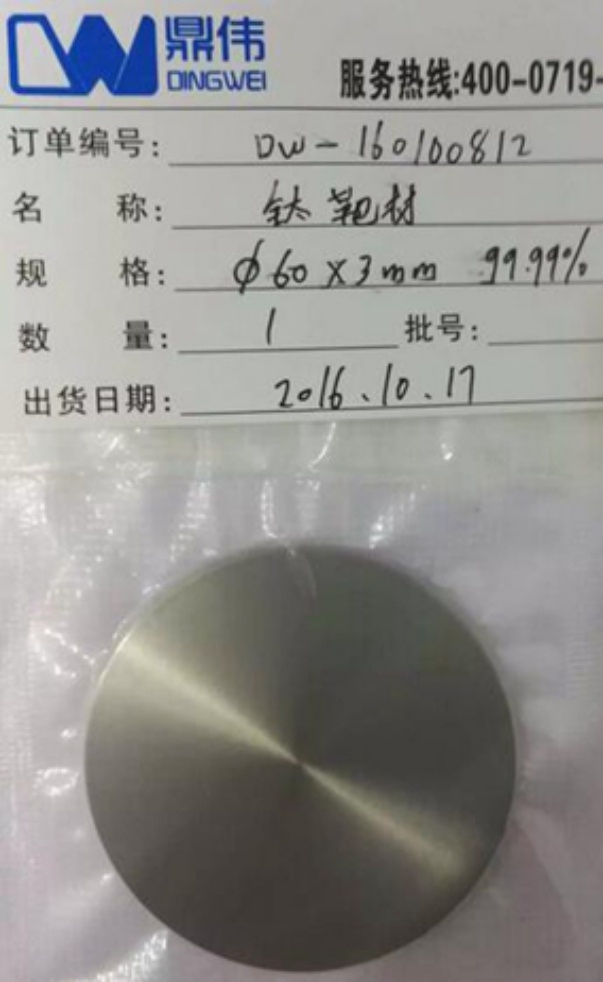 鼎伟
DINGWEI
服务热线:400-0719-
订单编号: DW-160100812
名 称: 钛靶材
规 格: φ60×3mm 99.99%
数 量: 1 批号:
出货日期: 2016.10.17